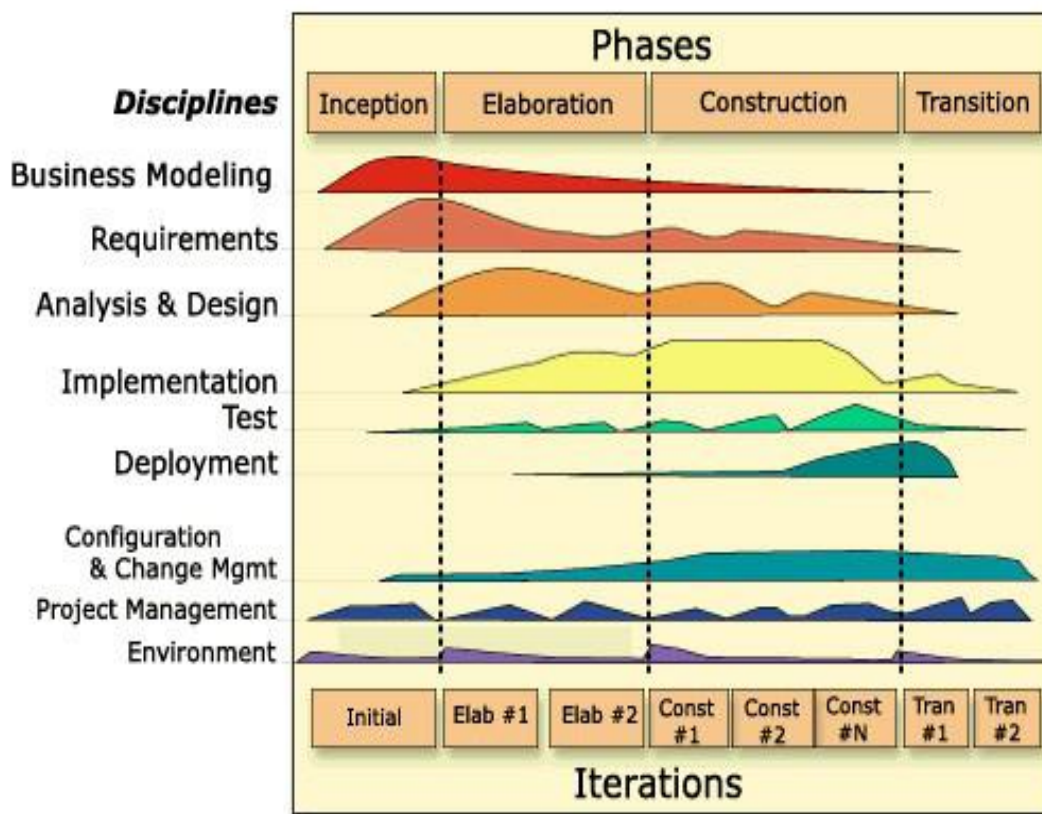 Phases
Disciplines
Inception
Elaboration
Construction
Transition
Business Modeling
Requirements
Analysis & Design
Implementation
Test
Deployment
Configuration
& Change Mgmt
Project Management
Environment
Initial
Elab #1
Elab #2
Const
#1
Const
#2
Const
#N
Tran
#1
Tran
#2
Iterations